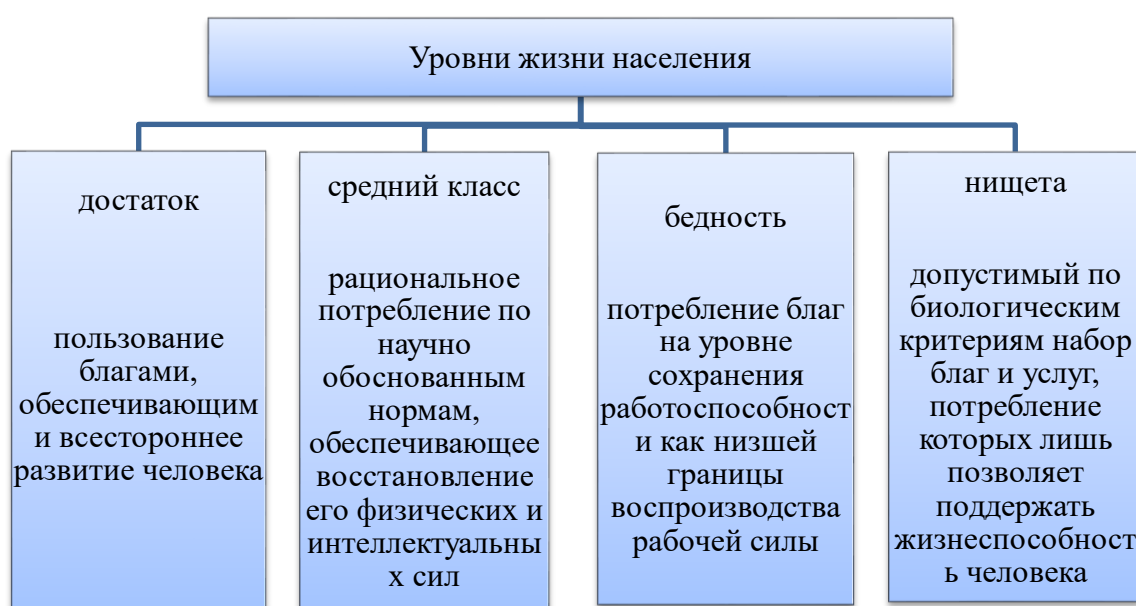 Уровни жизни населения
достаток
пользование
благами,
обеспечивающим
и всестороннее
развитие человека
средний класс
рациональное
потребление по
научно
обоснованным
нормам,
обеспечивающее
восстановление
его физических и
интеллектуальны
х сил
бедность
потребление благ
на уровне
сохранения
работоспособност
и как низшей
границы
воспроизводства
рабочей силы
нищета
допустимый по
биологическим
критериям набор
благ и услуг,
потребление
которых лишь
позволяет
поддержать
жизнеспособност
ь человека